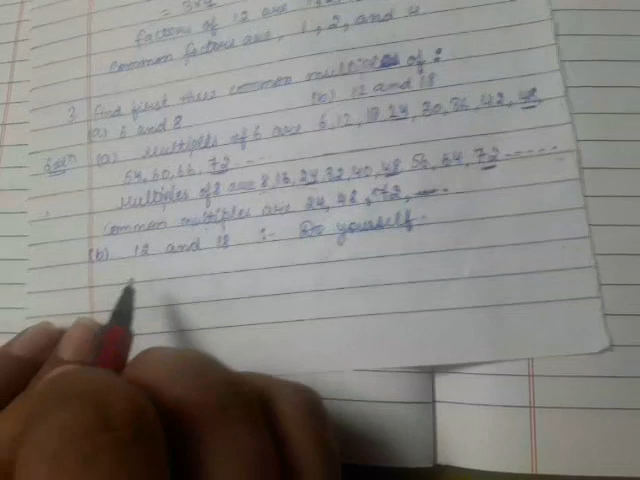 factors of 12 are
common factors are, 1, 2, and 4
3 Find first three common multiples of:
(a) 6 and 8 (b) 12 and 18
Soln (a) Multiples of 6 are 6, 12, 18, 24, 30, 36, 42, 48,
54, 60, 66, 72 ....
Multiples of 8 are 8, 16, 24, 32, 40, 48, 56, 64, 72 .....
common multiples are 24, 48, 72,
(b) 12 and 18 :- Do yourself.